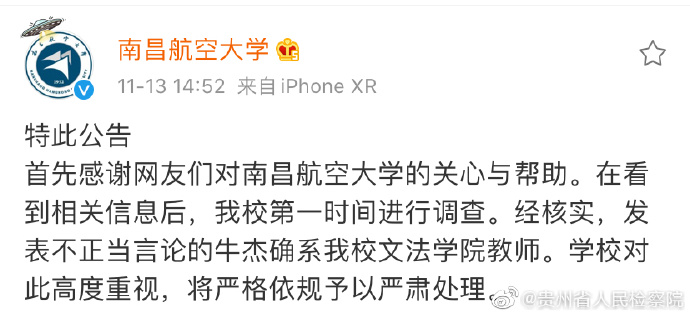 南昌航空大学
11-13 14:52 来自 iPhone XR
特此公告
首先感谢网友们对南昌航空大学的关心与帮助。在看
到相关信息后，我校第一时间进行调查。经核实，发
表不正当言论的牛杰确系我校文法学院教师。学校对
此高度重视，将严格依规予以严肃处理。
@贵州省人民检察院